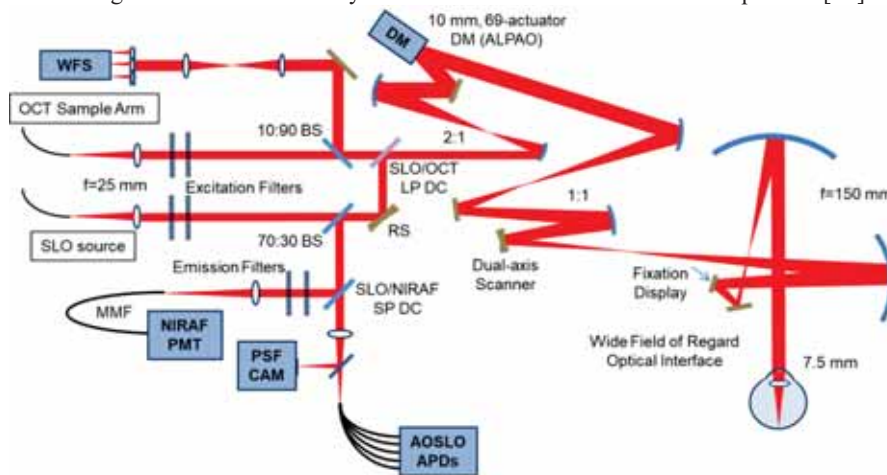 10 mm, 69-actuator
DM (ALPAO)
DM
WFS
OCT Sample Arm
10:90 BS
2:1
SLO/OCT
LP DC
f=25 mm
Excitation Filters
1:1
f=150 mm
RS
SLO source
70:30 BS
Dual-axis
Scanner
Fixation
Display
Emission Filters
SLO/NIRAF
SP DC
MMF
NIRAF
PMT
Wide Field of Regard
Optical Interface
PSF
CAM
7.5 mm
AOSLO
APDs